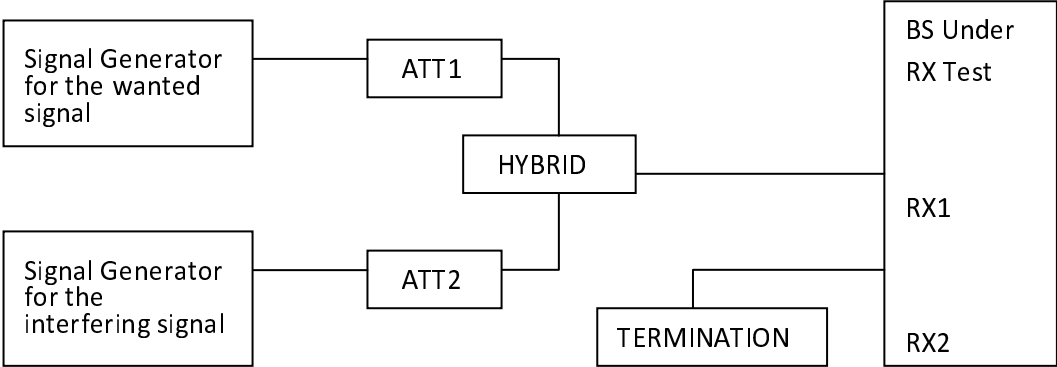 Signal Generator
for the wanted
signal
ATT1
HYBRID
Signal Generator
for the
interfering signal
ATT2
TERMINATION
BS Under
RX Test
RX1
RX2